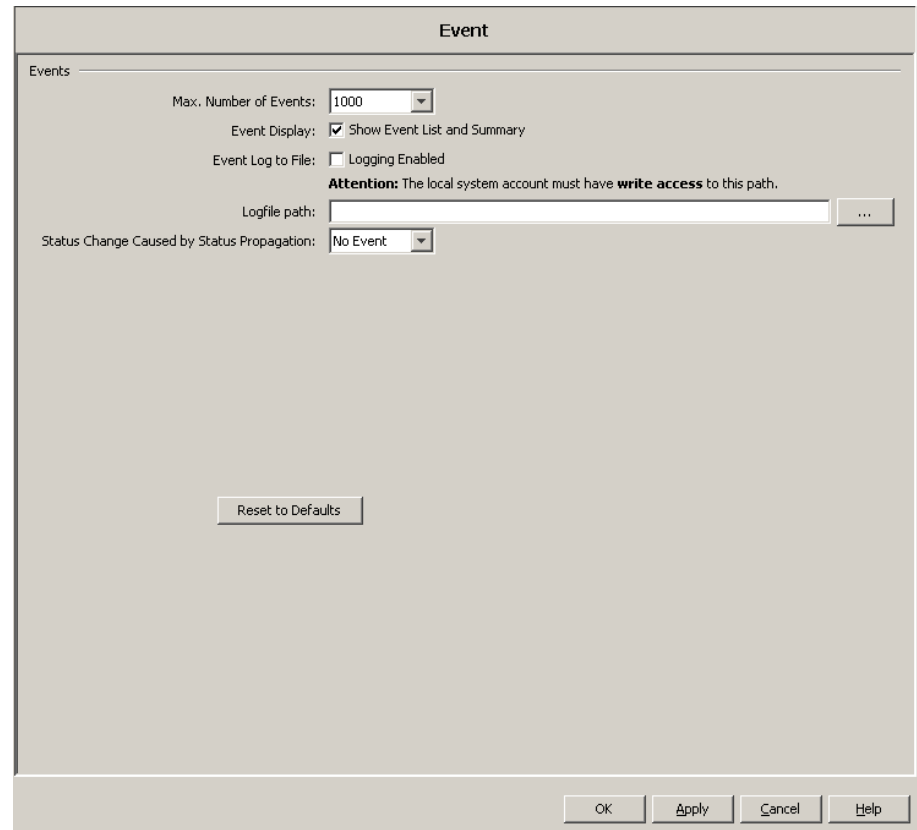 Event
Events
Max. Number of Events: 1000
Event Display: Show Event List and Summary
Event Log to File: Logging Enabled
Attention: The local system account must have write access to this path.
Logfile path: ...
Status Change Caused by Status Propagation: No Event
Reset to Defaults
OK Apply Cancel Help